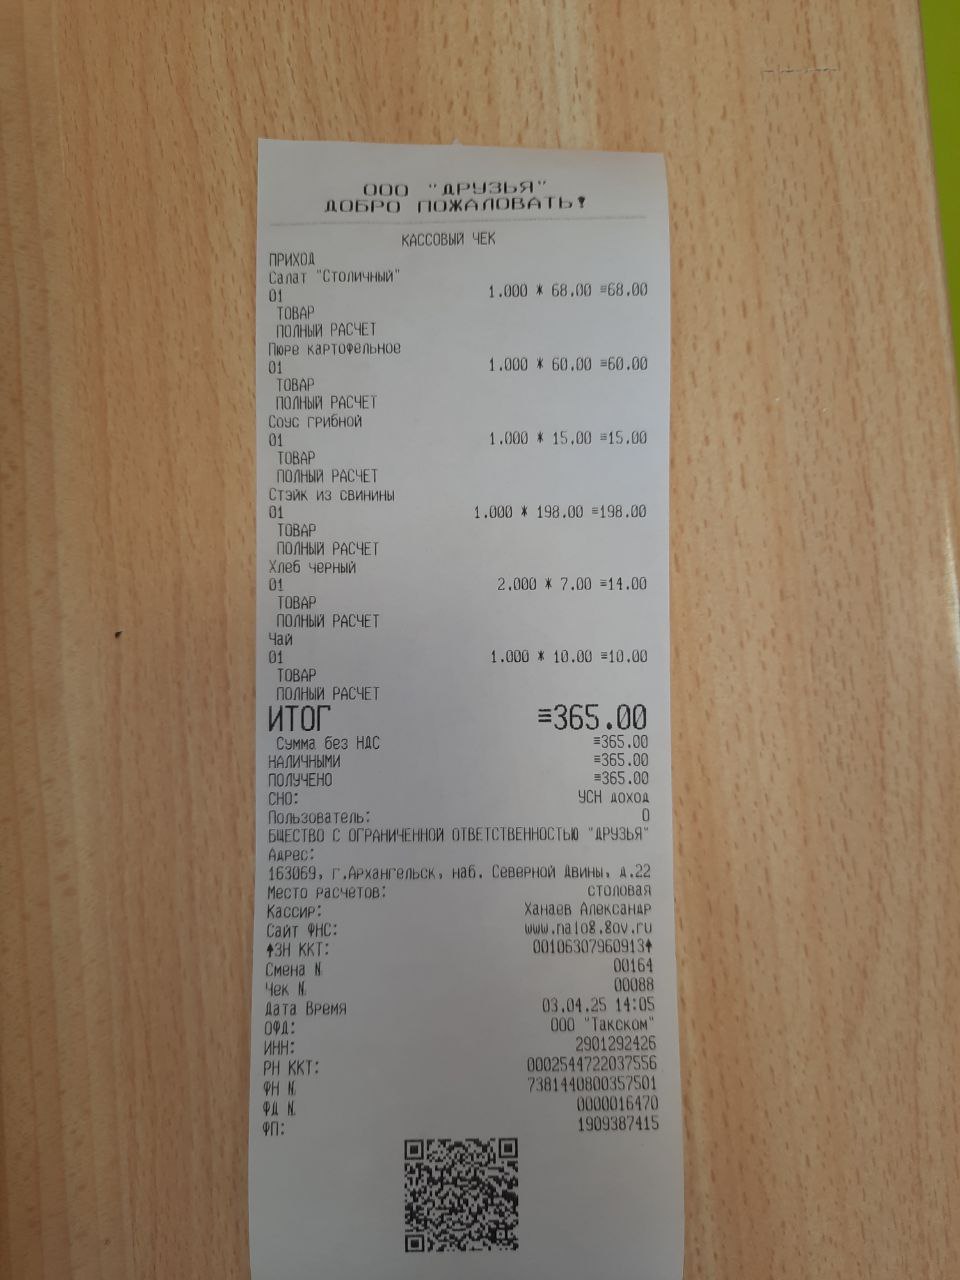 ООО "ДРУЗЬЯ"
ДОБРО ПОЖАЛОВАТЬ!
КАССОВЫЙ ЧЕК
ПРИХОД
Салат "Столичный"
01 1.000 * 68.00 ≡68.00
ТОВАР
ПОЛНЫЙ РАСЧЕТ
Пюре картофельное
01 1.000 * 60.00 ≡60.00
ТОВАР
ПОЛНЫЙ РАСЧЕТ
Соус грибной
01 1.000 * 15.00 ≡15.00
ТОВАР
ПОЛНЫЙ РАСЧЕТ
Стэйк из свинины
01 1.000 * 198.00 ≡198.00
ТОВАР
ПОЛНЫЙ РАСЧЕТ
Хлеб черный
01 2.000 * 7.00 ≡14.00
ТОВАР
ПОЛНЫЙ РАСЧЕТ
Чай
01 1.000 * 10.00 ≡10.00
ТОВАР
ПОЛНЫЙ РАСЧЕТ
ИТОГ ≡365.00
Сумма без НДС ≡365.00
НАЛИЧНЫМИ ≡365.00
ПОЛУЧЕНО ≡365.00
СНО: УСН доход
Пользователь: О
БЩЕСТВО С ОГРАНИЧЕННОЙ ОТВЕТСТВЕННОСТЬЮ "ДРУЗЬЯ"
Адрес:
163069, г.Архангельск, наб. Северной Двины, д.22
Место расчетов: столовая
Кассир: Ханаев Александр
Сайт ФНС: www.nalog.gov.ru
↑ЗН ККТ: 00106307960913↑
Смена № 00164
Чек № 00088
Дата Время 03.04.25 14:05
ОФД: ООО "Такском"
ИНН: 2901292426
РН ККТ: 0002544722037556
ФН № 7381440800357501
ФД № 0000016470
ФП: 1909387415